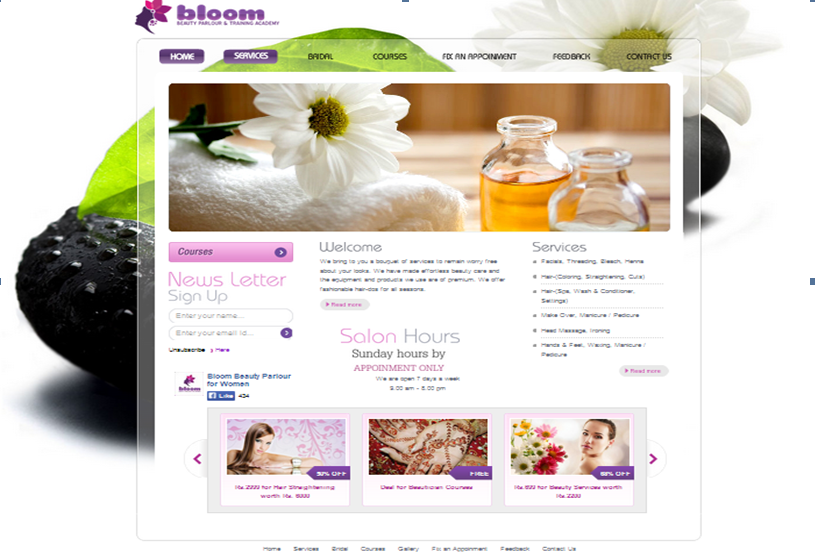 bloom
BEAUTY PARLOUR & TRAINING ACADEMY
HOME SERVICES BRIDAL COURSES FIX AN APPOINMENT FEEDBACK CONTACT US
Courses
News Letter
Sign Up
Enter your name...
Enter your email id...
Unsubscribe Here
bloom
Bloom Beauty Parlour
for Women
Like 434
Welcome
We bring to you a bouquet of services to remain worry free
about your looks. We have made effortless beauty care and
the equipment and products we use are of premium. We offer
fashionable hair-dos for all seasons.
Read more
Salon Hours
Sunday hours by
APPOINMENT ONLY
We are open 7 days a week
9.00 am - 8.00 pm
Services
Facials, Threading, Bleach, Henna
Hair-(Coloring, Streightening, Cuts)
Hair-(Spa, Wash & Conditioner,
Settings)
Make Over, Manicure / Pedicure
Head Massage, Ironing
Hands & Feet, Waxing, Manicure /
Pedicure
Read more
50% OFF
Rs.2999 for Hair Straightening
worth Rs. 6000
FREE
Deal for Beautician Courses
68% OFF
Rs.699 for Beauty Services worth
Rs.2200
Home Services Bridal Courses Gallery Fix an Appoinment Feedback Contact Us